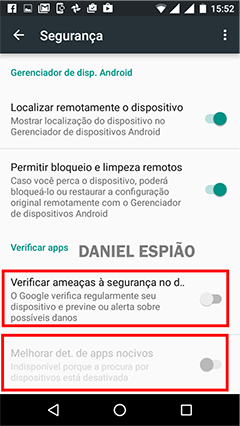 15:52
Segurança
Gerenciador de disp. Android
Localizar remotamente o dispositivo
Mostrar localização do dispositivo no
Gerenciador de dispositivos Android
Permitir bloqueio e limpeza remotos
Caso você perca o dispositivo, poderá
bloqueá-lo ou restaurar a configuração
original remotamente com o Gerenciador
de dispositivos Android
Verificar apps
DANIEL ESPIÃO
Verificar ameaças à segurança no d..
O Google verifica regularmente seu
dispositivo e previne ou alerta sobre
possíveis danos
Melhorar det. de apps nocivos
Indisponível porque a procura por
dispositivos está desativada